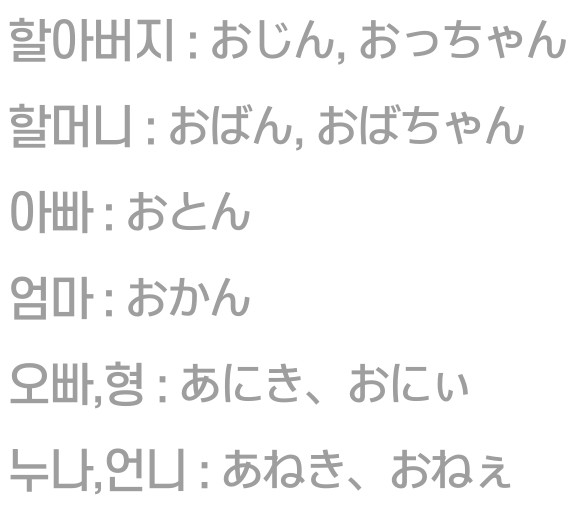 할아버지 : おじん, おっちゃん
할머니 : おばん, おばちゃん
아빠 : おとん
엄마 : おかん
오빠,형 : あにき、おにぃ
누나,언니 : あねき、おねぇ